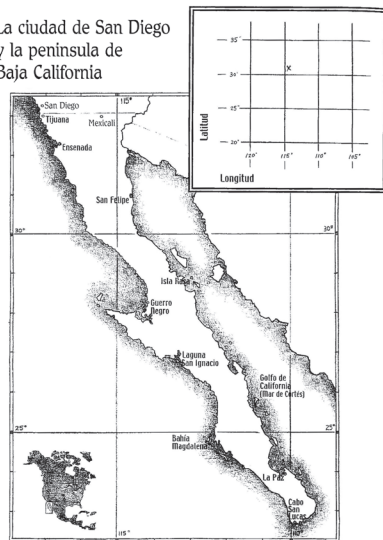 La ciudad de San Diego
y la peninsula de
Baja California
35°
30°
25°
20°
120°
115°
110°
105°
Latitud
Longitud
115°
San Diego
Tijuana
Mexicali
Ensenada
San Felipe
30°
30°
Isla Rasa
Guerro
Negro
Laguna
San Ignacio
Golfo de
California
(Mar de Cortés)
25°
25°
Bahía
Magdalena
La Paz
Cabo
San
Lucas
115°
110°